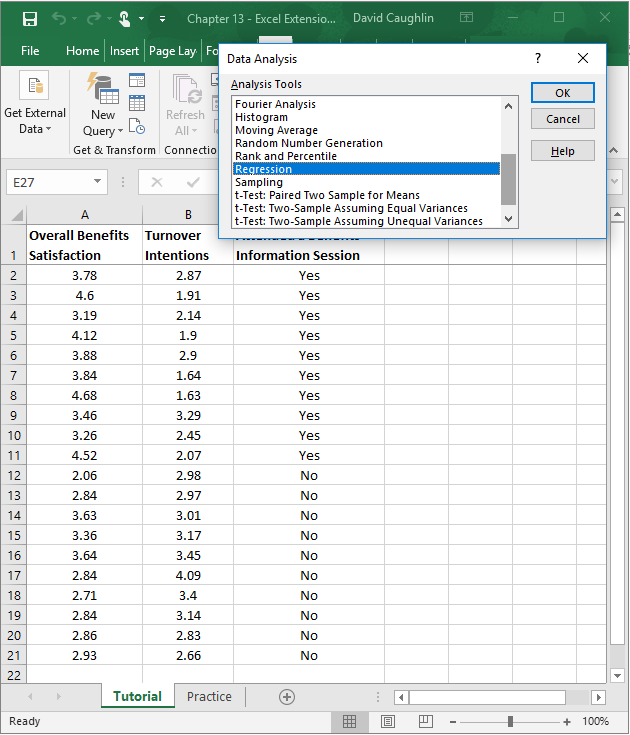 Chapter 13 - Excel Extensio...
David Caughlin
File
Home
Insert
Page Lay
Data Analysis
?
Analysis Tools
Fourier Analysis
Histogram
Moving Average
Random Number Generation
Rank and Percentile
Regression
Sampling
t-Test: Paired Two Sample for Means
t-Test: Two-Sample Assuming Equal Variances
t-Test: Two-Sample Assuming Unequal Variances
OK
Cancel
Help
Get External
Data
New
Query
Refresh
All
Get & Transform
Connectio
E27
A B
1 Overall Benefits Satisfaction Turnover Intentions Information Session
2 3.78 2.87 Yes
3 4.6 1.91 Yes
4 3.19 2.14 Yes
5 4.12 1.9 Yes
6 3.88 2.9 Yes
7 3.84 1.64 Yes
8 4.68 1.63 Yes
9 3.46 3.29 Yes
10 3.26 2.45 Yes
11 4.52 2.07 Yes
12 2.06 2.98 No
13 2.84 2.97 No
14 3.63 3.01 No
15 3.36 3.17 No
16 3.64 3.45 No
17 2.84 4.09 No
18 2.71 3.4 No
19 2.84 3.14 No
20 2.86 2.83 No
21 2.93 2.66 No
22
Tutorial
Practice
Ready
100%